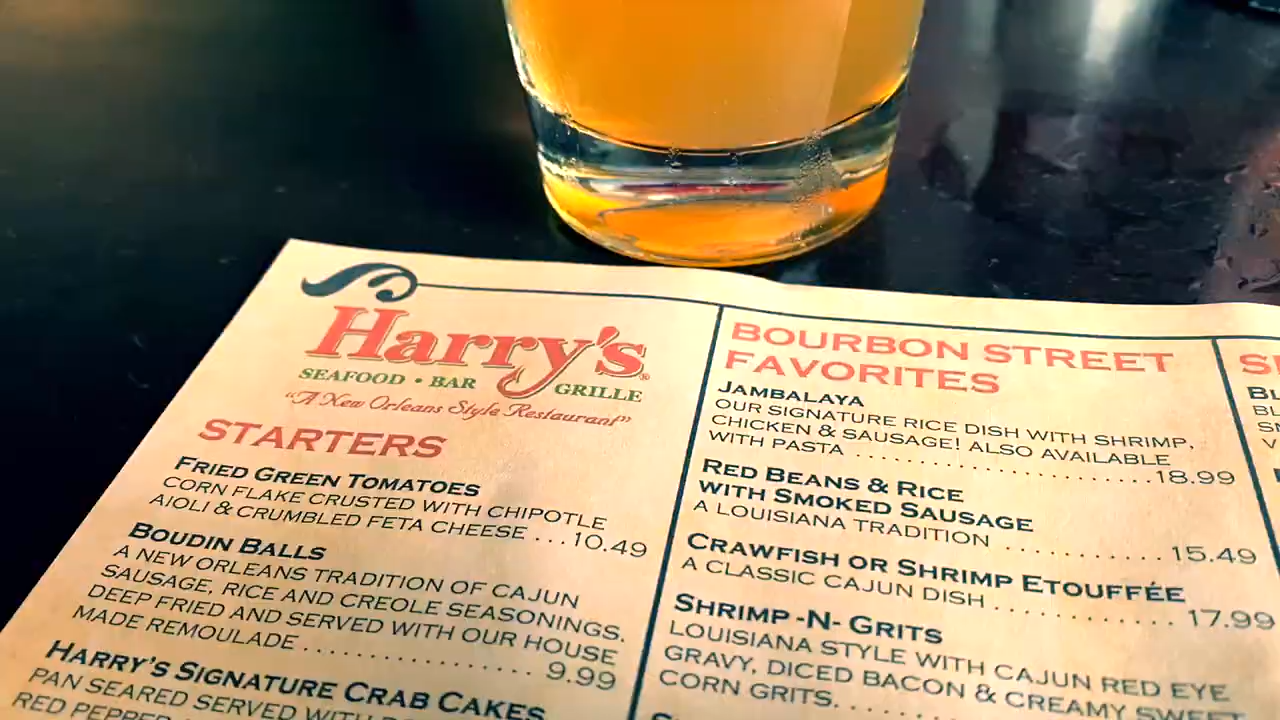 Harry's®
SEAFOOD • BAR GRILLE
"A New Orleans Style Restaurant"
STARTERS
FRIED GREEN TOMATOES
CORN FLAKE CRUSTED WITH CHIPOTLE
AIOLI & CRUMBLED FETA CHEESE ...10.49
BOUDIN BALLS
A NEW ORLEANS TRADITION OF CAJUN
SAUSAGE, RICE AND CREOLE SEASONINGS.
DEEP FRIED AND SERVED WITH OUR HOUSE
MADE REMOULADE ........................ 9.99
HARRY'S SIGNATURE CRAB CAKES
PAN SEARED SERVED WITH
RED PEPPER
BOURBON STREET
FAVORITES
JAMBALAYA
OUR SIGNATURE RICE DISH WITH SHRIMP,
CHICKEN & SAUSAGE! ALSO AVAILABLE
WITH PASTA ..............................18.99
RED BEANS & RICE
WITH SMOKED SAUSAGE
A LOUISIANA TRADITION ................ 15.49
CRAWFISH OR SHRIMP ETOUFFÉE
A CLASSIC CAJUN DISH ................... 17.99
SHRIMP -N- GRITS
LOUISIANA STYLE WITH CAJUN RED EYE
GRAVY, DICED BACON & CREAMY SWEET
CORN GRITS.